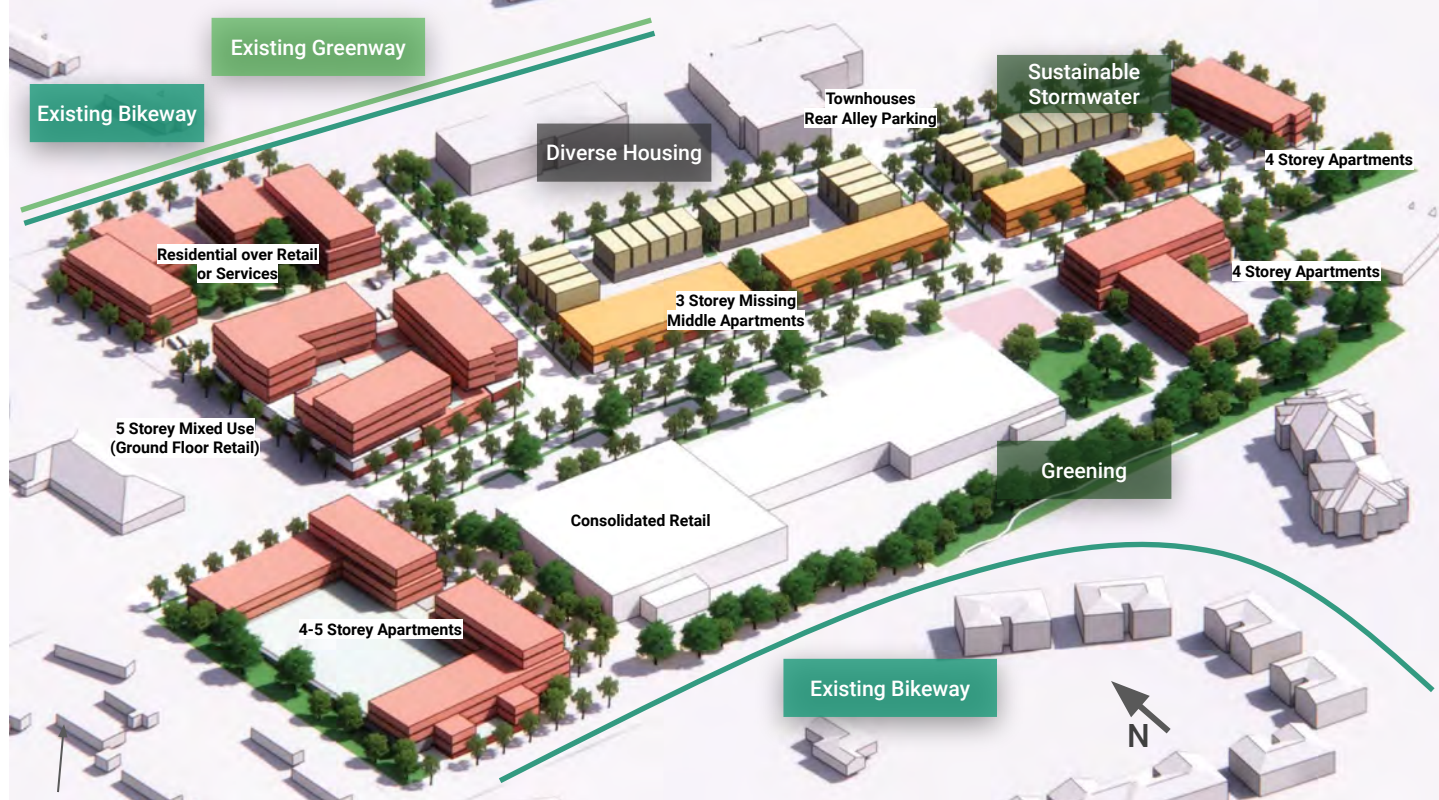 Existing Greenway
Existing Bikeway
Sustainable
Stormwater
Townhouses
Rear Alley Parking
Diverse Housing
4 Storey Apartments
Residential over Retail
or Services
4 Storey Apartments
3 Storey Missing
Middle Apartments
5 Storey Mixed Use
(Ground Floor Retail)
Greening
Consolidated Retail
4-5 Storey Apartments
Existing Bikeway
N